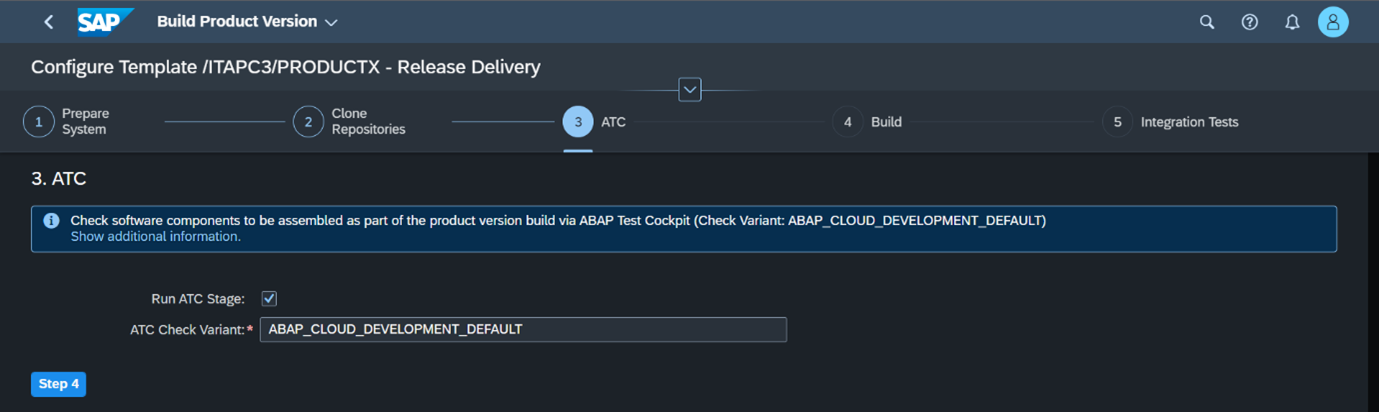 SAP Build Product Version
Configure Template /ITAPC3/PRODUCTX - Release Delivery
1 Prepare System
2 Clone Repositories
3 ATC
4 Build
5 Integration Tests
3. ATC
Check software components to be assembled as part of the product version build via ABAP Test Cockpit (Check Variant: ABAP_CLOUD_DEVELOPMENT_DEFAULT)
Show additional information.
Run ATC Stage:
ATC Check Variant:* ABAP_CLOUD_DEVELOPMENT_DEFAULT
Step 4